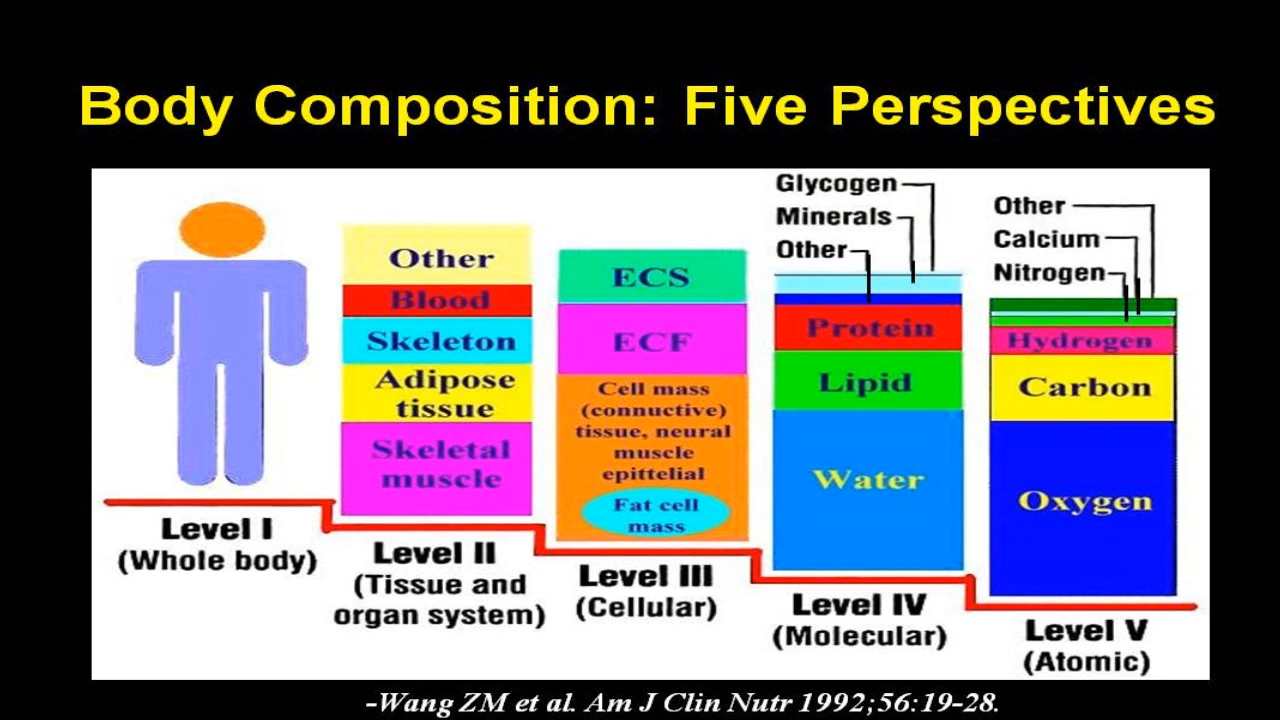 Body Composition: Five Perspectives
Level I
(Whole body)
Other
Blood
Skeleton
Adipose
tissue
Skeletal
muscle
Level II
(Tissue and
organ system)
ECS
ECF
Cell mass
(connuctive)
tissue, neural
muscle
epittelial
Fat cell
mass
Level III
(Cellular)
Glycogen
Minerals
Other
Protein
Lipid
Water
Level IV
(Molecular)
Other
Calcium
Nitrogen
Hydrogen
Carbon
Oxygen
Level V
(Atomic)
-Wang ZM et al. Am J Clin Nutr 1992;56:19-28.